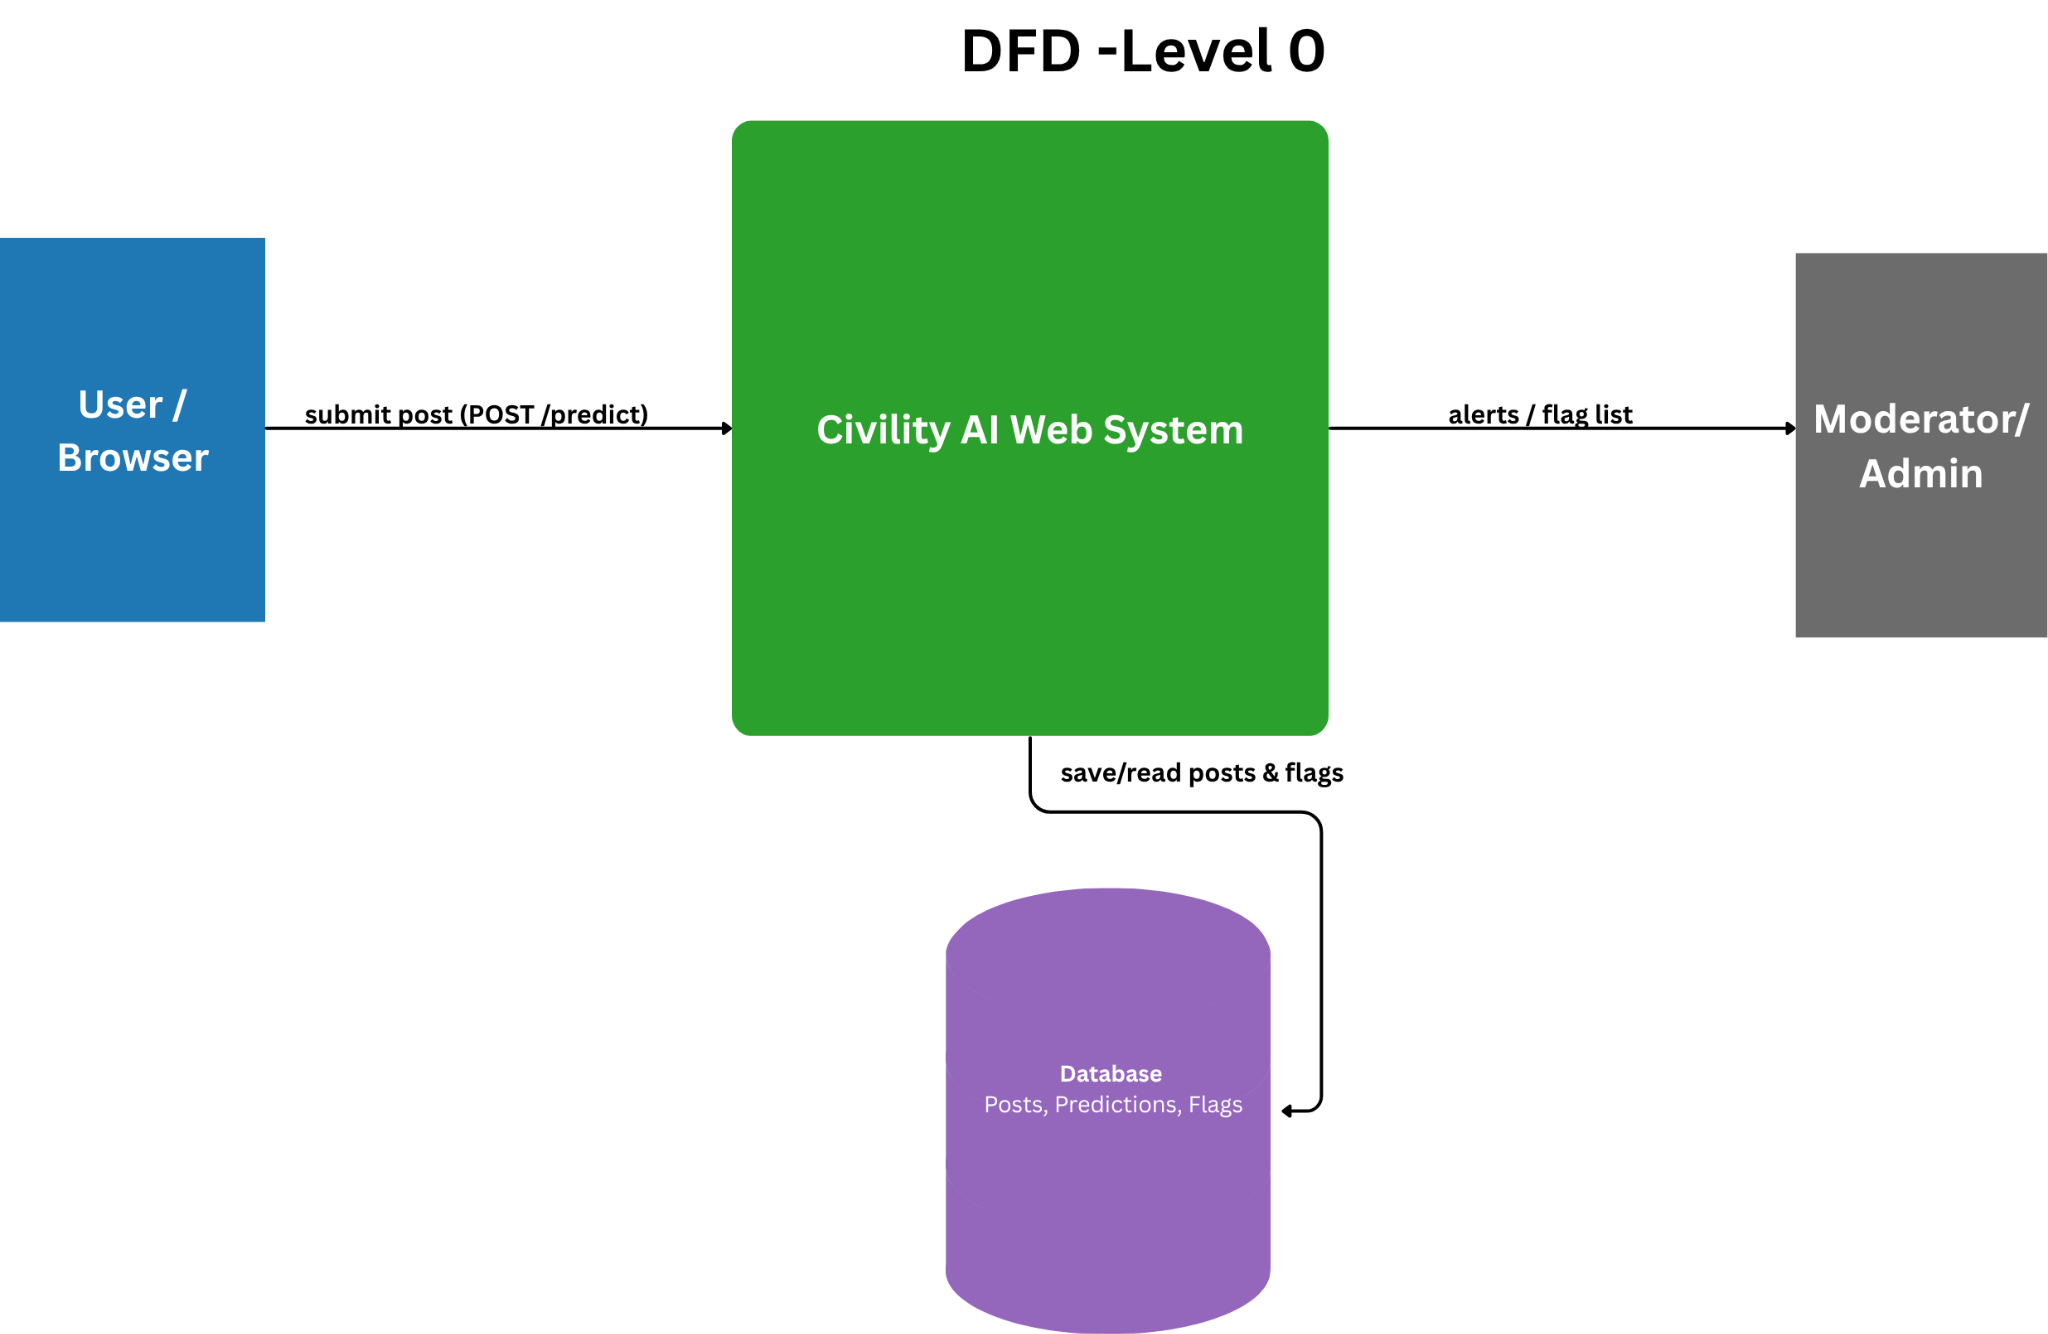 DFD -Level 0
User /
Browser
submit post (POST /predict)
Civility AI Web System
alerts / flag list
Moderator/
Admin
save/read posts & flags
Database
Posts, Predictions, Flags